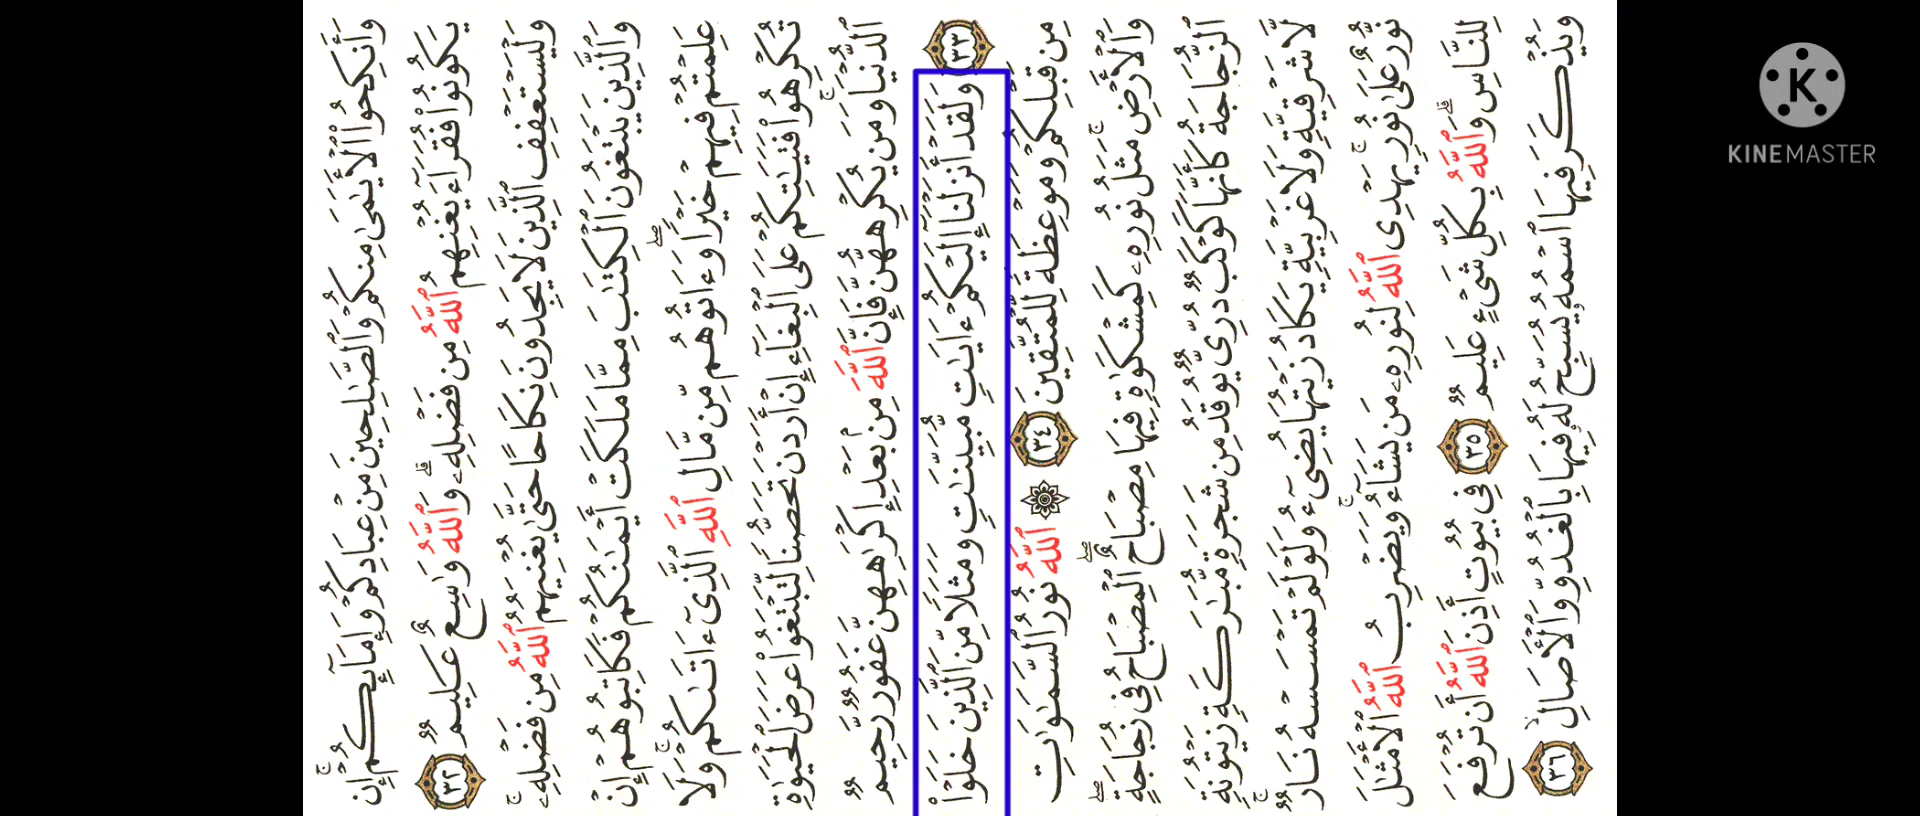 وَأَنكِحُوا۟ ٱلْأَيَـٰمَىٰ مِنكُمْ وَٱلصَّـٰلِحِينَ مِنْ عِبَادِكُمْ وَإِمَآئِكُمْ ۚ إِن
يَكُونُوا۟ فُقَرَآءَ يُغْنِهِمُ ٱللَّهُ مِن فَضْلِهِۦ ۗ وَٱللَّهُ وَٰسِعٌ عَلِيمٌ ٣٢
وَلْيَسْتَعْفِفِ ٱلَّذِينَ لَا يَجِدُونَ نِكَاحًا حَتَّىٰ يُغْنِيَهُمُ ٱللَّهُ مِن فَضْلِهِۦ ۗ
وَٱلَّذِينَ يَبْتَغُونَ ٱلْكِتَـٰبَ مِمَّا مَلَكَتْ أَيْمَـٰنُكُمْ فَكَاتِبُوهُمْ إِنْ
عَلِمْتُمْ فِيهِمْ خَيْرًا ۖ وَءَاتُوهُم مِّن مَّالِ ٱللَّهِ ٱلَّذِىٓ ءَاتَىٰكُمْ ۚ وَلَا
تُكْرِهُوا۟ فَتَيَـٰتِكُمْ عَلَى ٱلْبِغَآءِ إِنْ أَرَدْنَ تَحَصُّنًا لِّتَبْتَغُوا۟ عَرَضَ ٱلْحَيَوٰةِ
ٱلدُّنْيَا ۚ وَمَن يُكْرِههُّنَّ فَإِنَّ ٱللَّهَ مِنۢ بَعْدِ إِكْرَٰهِهِنَّ غَفُورٌ رَّحِيمٌ
٣٣ وَلَقَدْ أَنزَلْنَآ إِلَيْكُمْ ءَايَـٰتٍ مُّبَيِّنَـٰتٍ وَمَثَلًا مِّنَ ٱلَّذِينَ خَلَوْا۟
مِن قَبْلِكُمْ وَمَوْعِظَةً لِّلْمُتَّقِينَ ٣٤ ۞ ٱللَّهُ نُورُ ٱلسَّمَـٰوَٰتِ
وَٱلْأَرْضِ ۚ مَثَلُ نُورِهِۦ كَمِشْكَوٰةٍ فِيهَا مِصْبَاحٌ ۖ ٱلْمِصْبَاحُ فِى زُجَاجَةٍ ۖ
ٱلزُّجَاجَةُ كَأَنَّهَا كَوْكَبٌ دُرِّىٌّ يُوقَدُ مِن شَجَرَةٍ مُّبَـٰرَكَةٍ زَيْتُونَةٍ
لَّا شَرْقِيَّةٍ وَلَا غَرْبِيَّةٍ يَكَادُ زَيْتُهَا يُضِىٓءُ وَلَوْ لَمْ تَمْسَسْهُ نَارٌ ۚ
نُّورٌ عَلَىٰ نُورٍ ۗ يَهْدِى ٱللَّهُ لِنُورِهِۦ مَن يَشَآءُ ۚ وَيَضْرِبُ ٱللَّهُ ٱلْأَمْثَـٰلَ
لِلنَّاسِ ۗ وَٱللَّهُ بِكُلِّ شَىْءٍ عَلِيمٌ ٣٥ فِى بُيُوتٍ أَذِنَ ٱللَّهُ أَن تُرْفَعَ
وَيُذْكَرَ فِيهَا ٱسْمُهُۥ يُسَبِّحُ لَهُۥ فِيهَا بِٱلْغُدُوِّ وَٱلْـَٔاصَالِ ٣٦
K
KINEMASTER